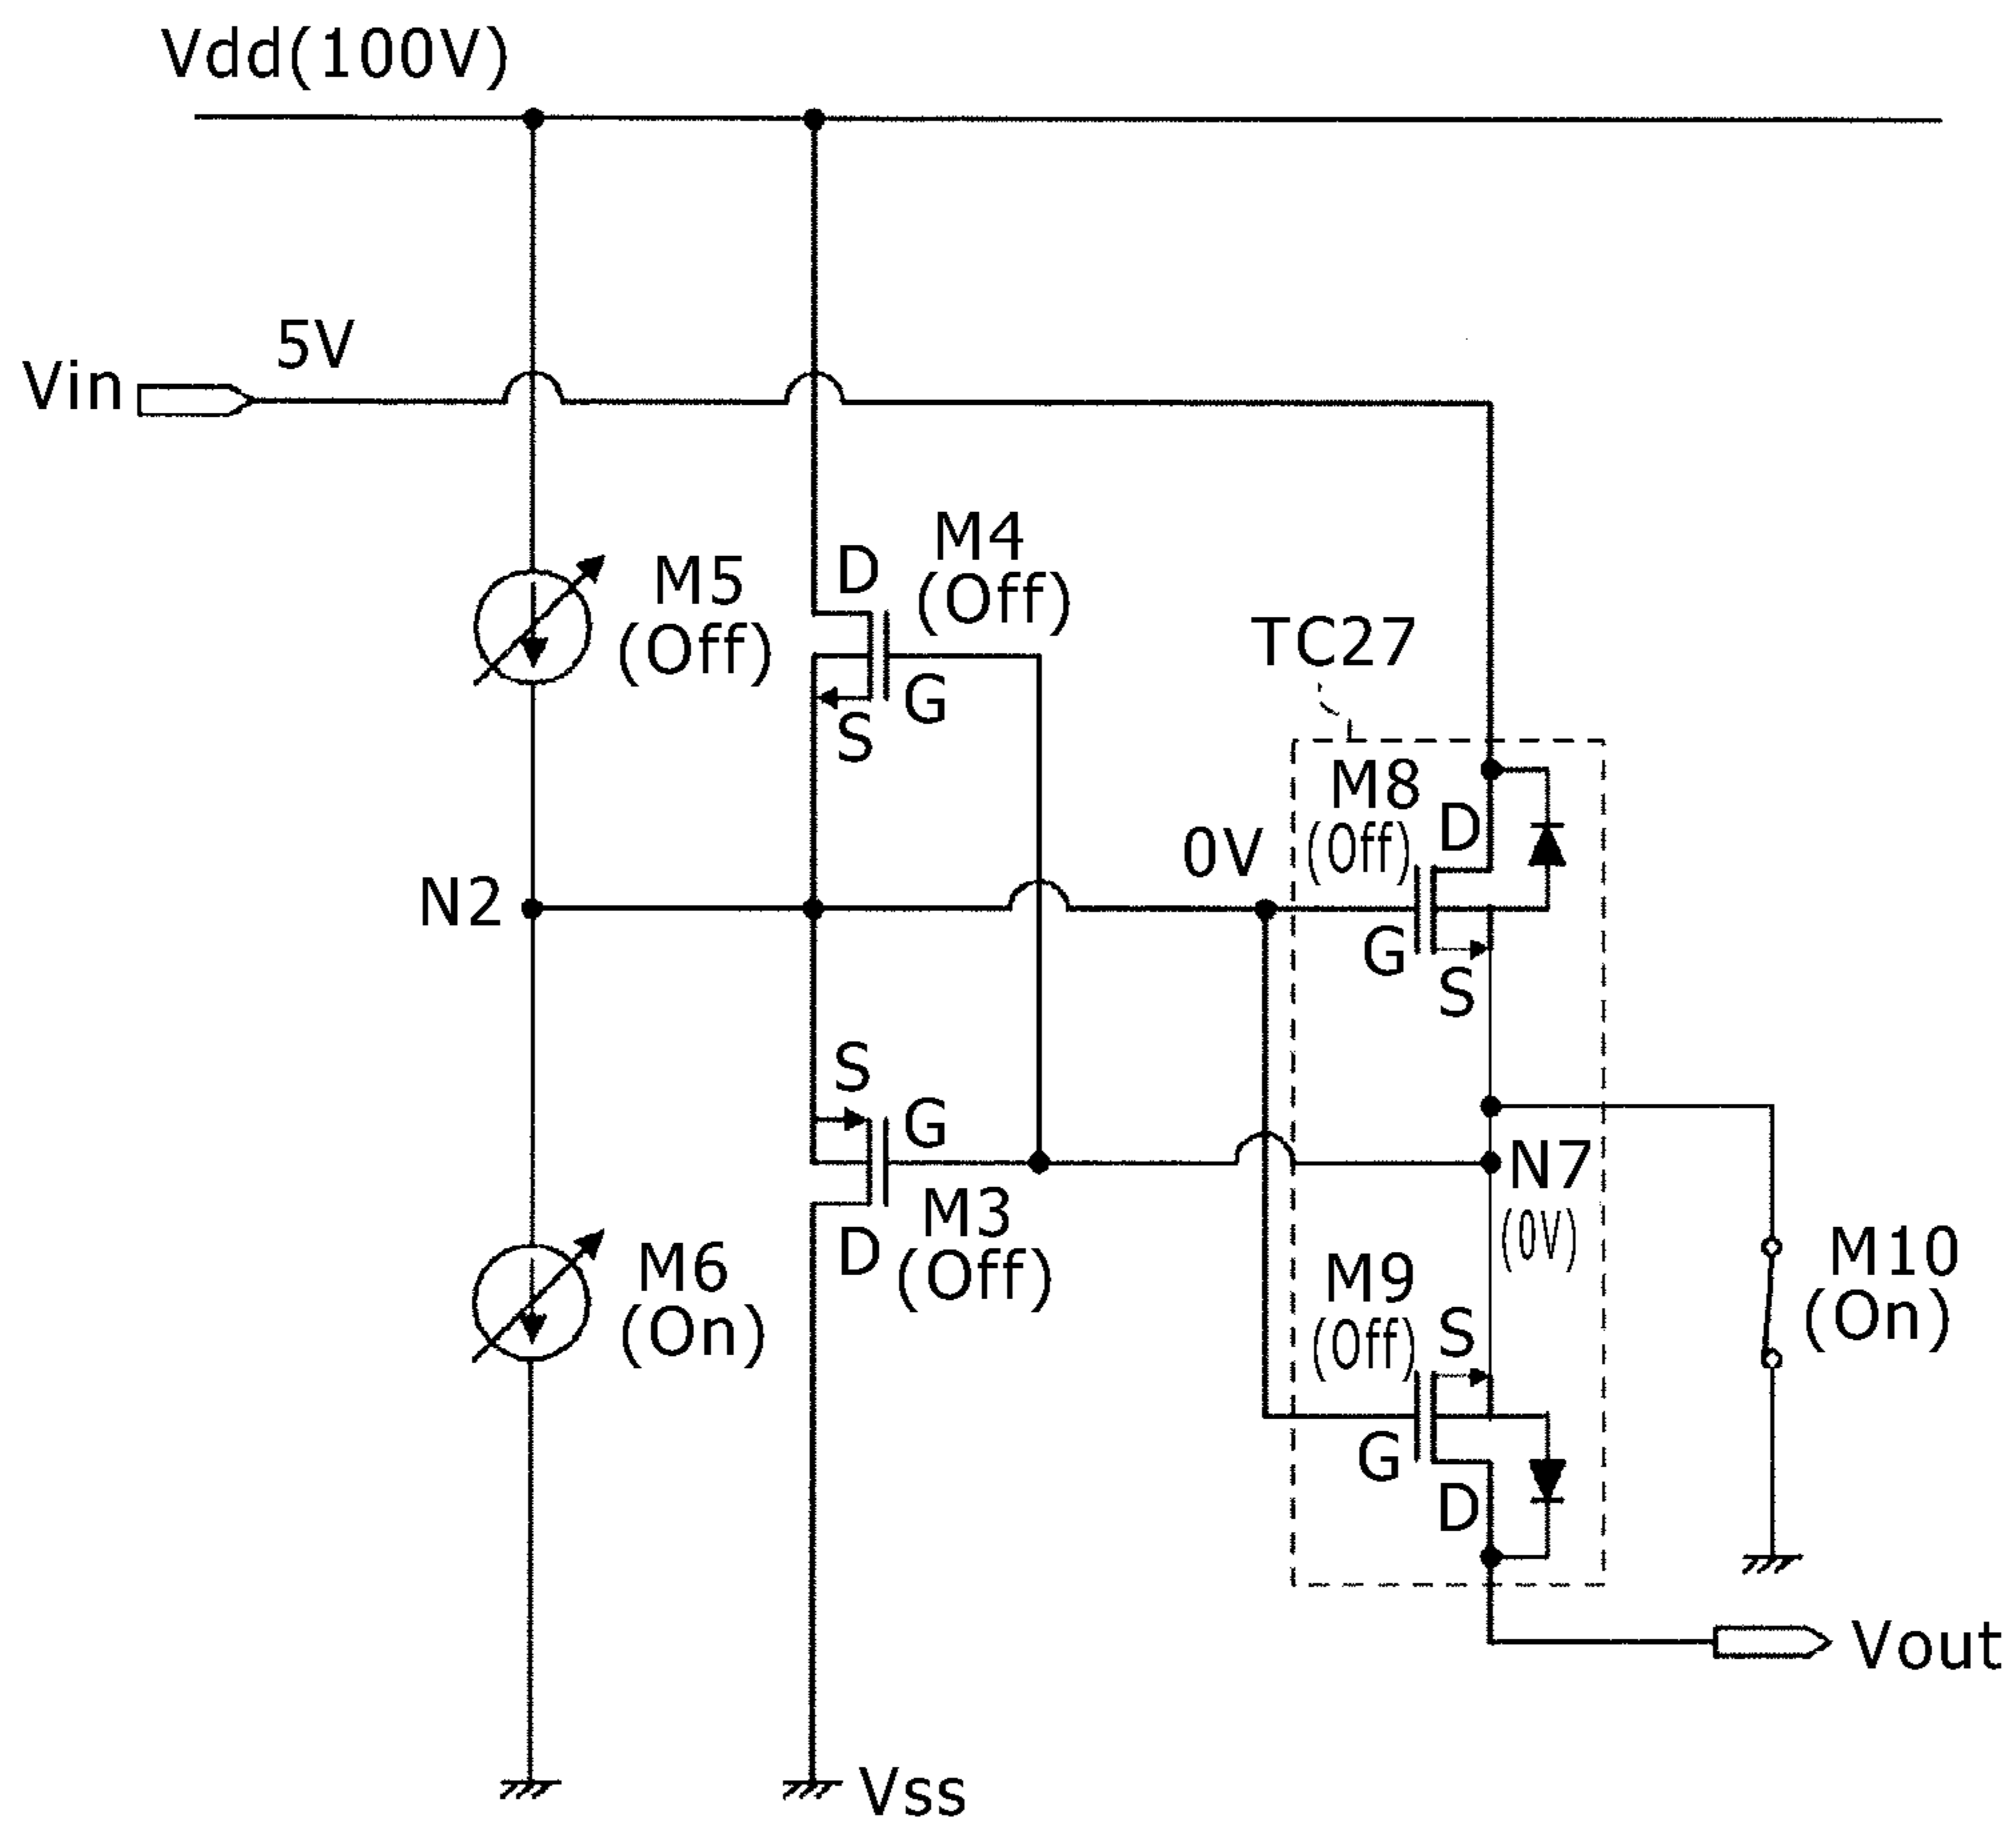 Vdd(100V)
5V
Vin
M4
(Off)
D
G
S
M5
(Off)
TC27
M8
(Off)
D
0V
N2
G
S
S
G
M3
(Off)
D
N7
(0V)
M6
(On)
M9
(Off)
S
M10
(On)
G
D
Vout
Vss